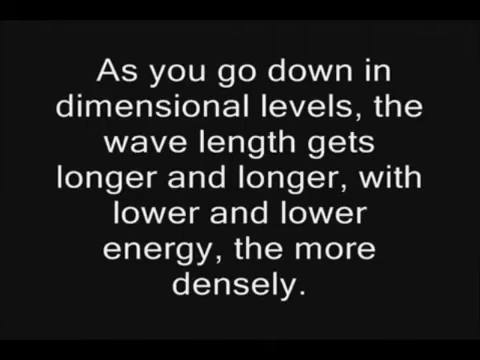 As you go down in
dimensional levels, the
wave length gets
longer and longer, with
lower and lower
energy, the more
densely.